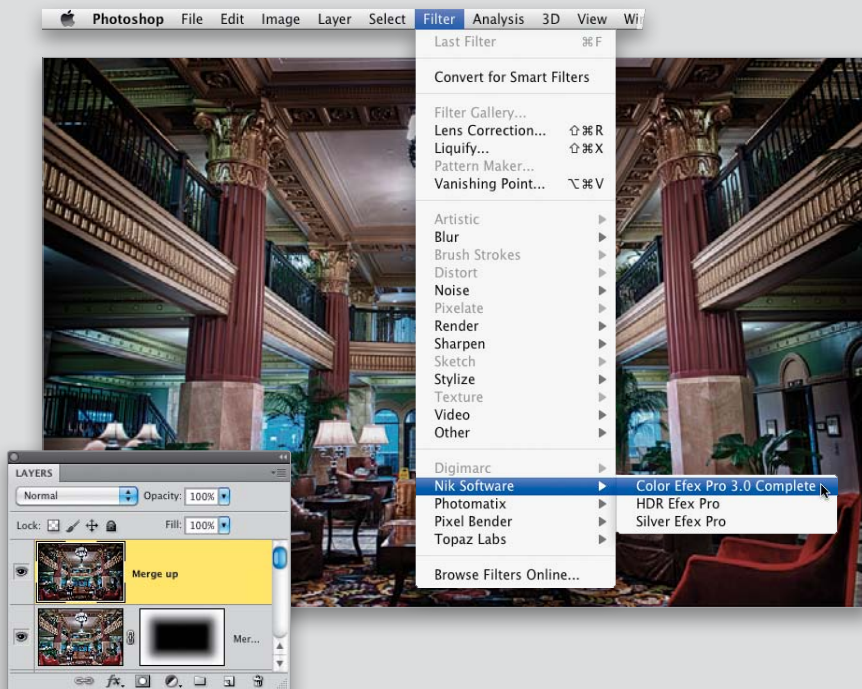 Photoshop File Edit Image Layer Select Filter Analysis 3D View
Last Filter ⌘F
Convert for Smart Filters
Filter Gallery...
Lens Correction... ⇧⌘R
Liquify... ⇧⌘X
Pattern Maker...
Vanishing Point... ⌥⌘V
Artistic
Blur
Brush Strokes
Distort
Noise
Pixelate
Render
Sharpen
Sketch
Stylize
Texture
Video
Other
Digimarc
Nik Software
Photomatix
Pixel Bender
Topaz Labs
Browse Filters Online...
Color Efex Pro 3.0 Complete
HDR Efex Pro
Silver Efex Pro
LAYERS
Normal Opacity: 100%
Lock: Fill: 100%
Merge up
Mer...
fx.